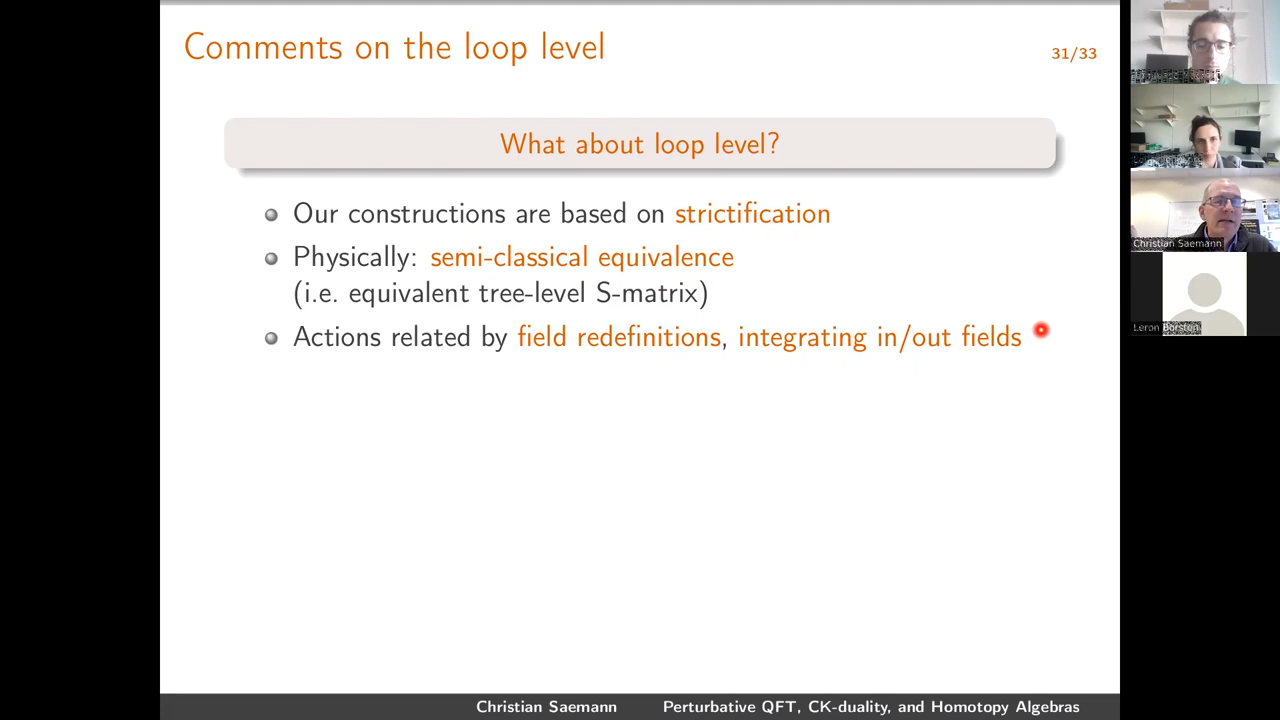 Comments on the loop level
31/33
What about loop level?
Our constructions are based on strictification
Physically: semi-classical equivalence
(i.e. equivalent tree-level S-matrix)
Actions related by field redefinitions, integrating in/out fields
Christian Saemann
Leron Borsten
Christian Saemann Perturbative QFT, CK-duality, and Homotopy Algebras